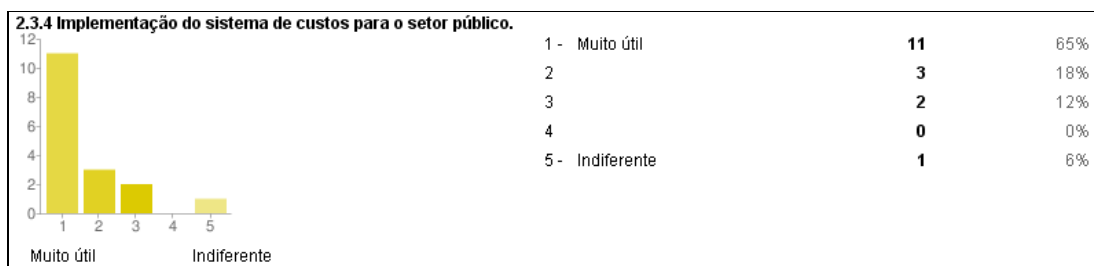 2.3.4 Implementação do sistema de custos para o setor público.
12
10
8
6
4
2
0
1 2 3 4 5
Muito útil Indiferente
1 - Muito útil 11 65%
2 3 18%
3 2 12%
4 0 0%
5 - Indiferente 1 6%